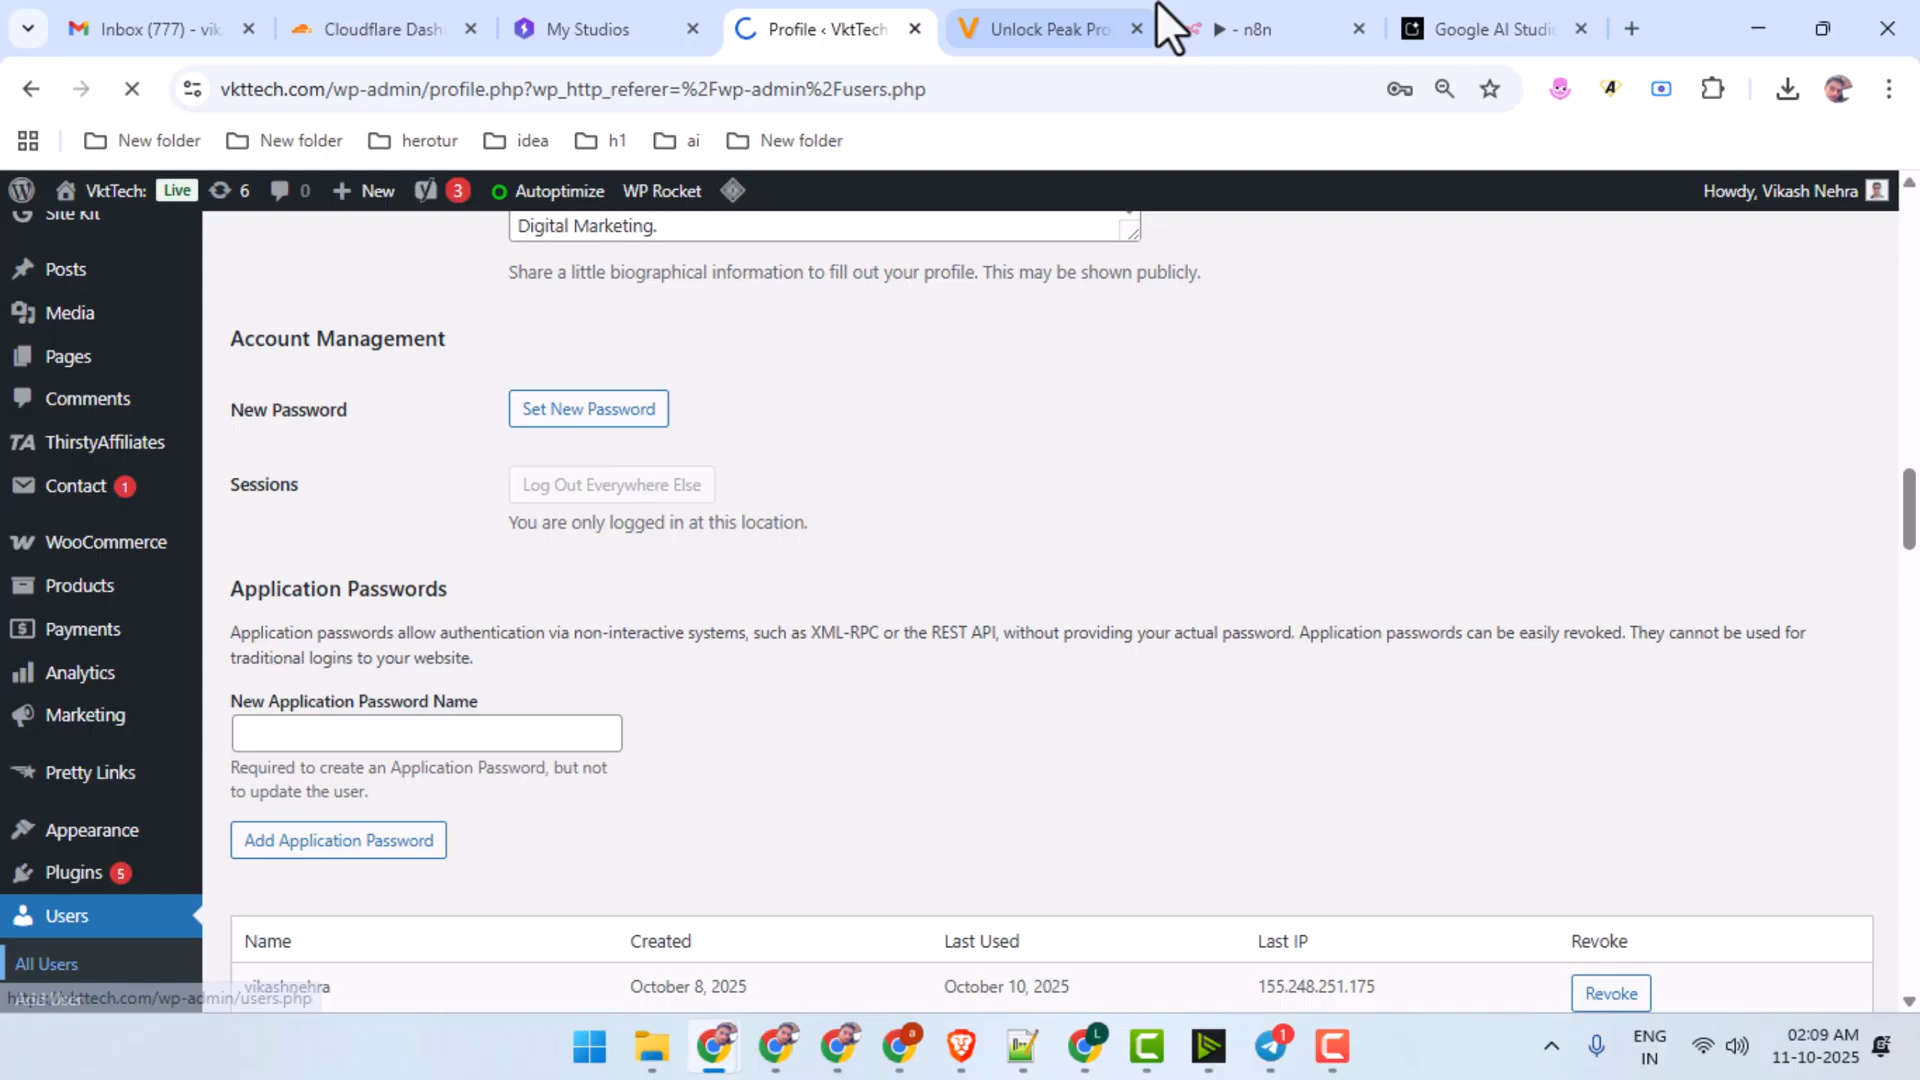 Inbox (777) - vik
Cloudflare Dash
My Studios
Profile ‹ VktTech
Unlock Peak Pro
▶ - n8n
Google AI Studi
vkttech.com/wp-admin/profile.php?wp_http_referer=%2Fwp-admin%2Fusers.php
New folder
New folder
herotur
idea
h1
ai
New folder
VktTech:
Live
6
0
New
3
Autoptimize
WP Rocket
Howdy, Vikash Nehra
Site Kit
Posts
Media
Pages
Comments
ThirstyAffiliates
Contact 1
WooCommerce
Products
Payments
Analytics
Marketing
Pretty Links
Appearance
Plugins 5
Users
All Users
https://vkttech.com/wp-admin/users.php
Digital Marketing.
Share a little biographical information to fill out your profile. This may be shown publicly.
Account Management
New Password
Set New Password
Sessions
Log Out Everywhere Else
You are only logged in at this location.
Application Passwords
Application passwords allow authentication via non-interactive systems, such as XML-RPC or the REST API, without providing your actual password. Application passwords can be easily revoked. They cannot be used for
traditional logins to your website.
New Application Password Name
Required to create an Application Password, but not
to update the user.
Add Application Password
Name Created Last Used Last IP Revoke
vikashnehra October 8, 2025 October 10, 2025 155.248.251.175 Revoke
ENG
IN
02:09 AM
11-10-2025